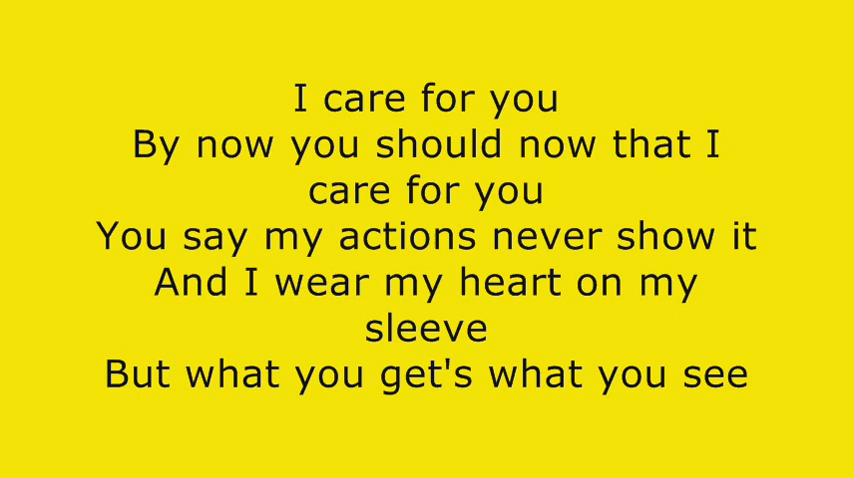 I care for you
By now you should now that I
care for you
You say my actions never show it
And I wear my heart on my
sleeve
But what you get's what you see